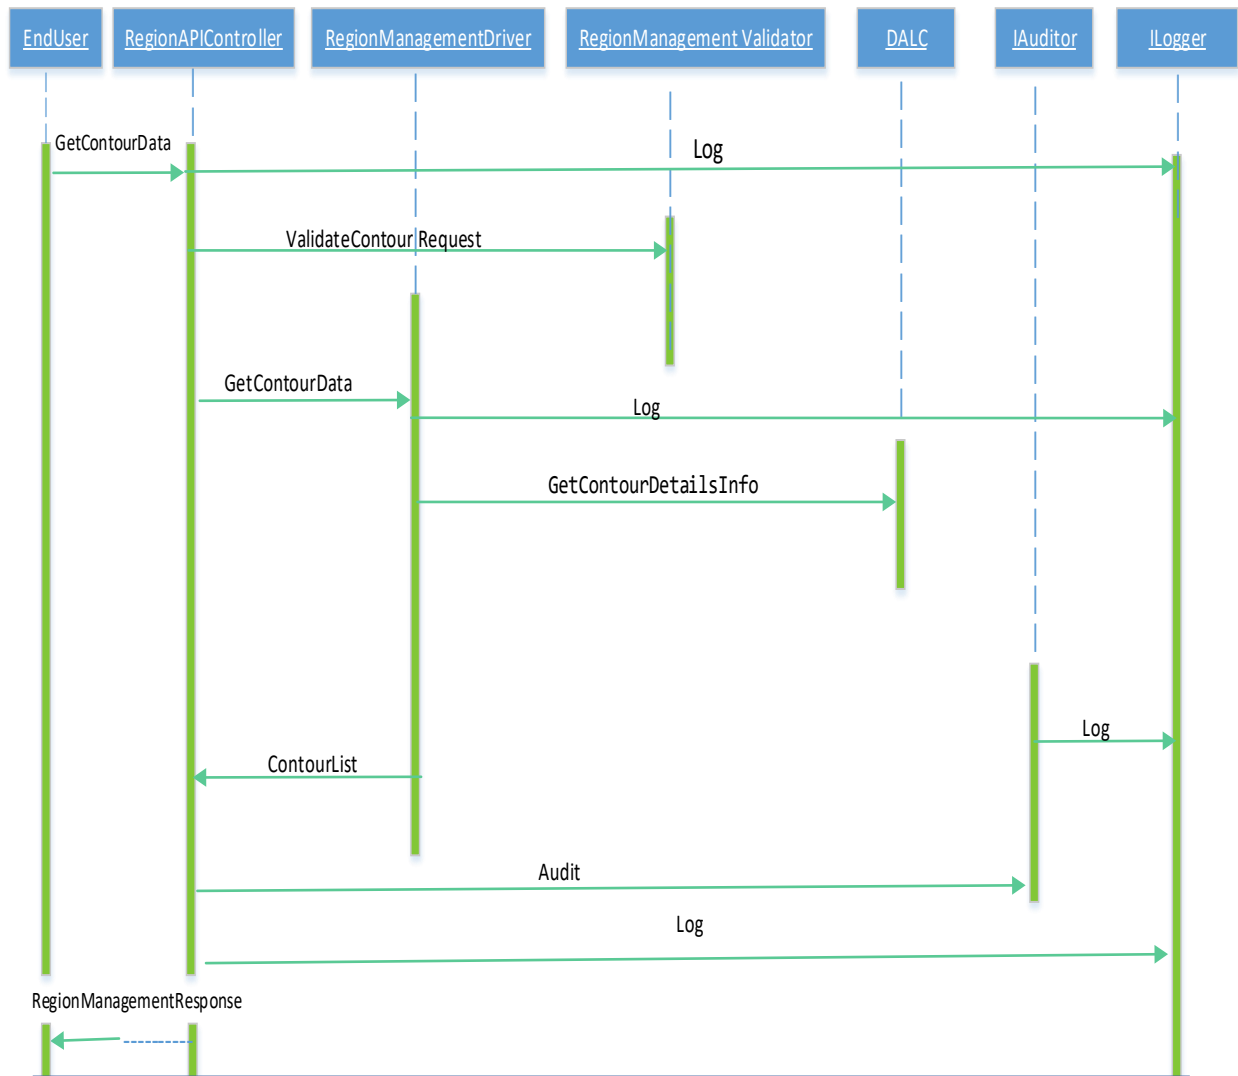 EndUser
RegionAPIController
RegionManagementDriver
RegionManagement Validator
DALC
IAuditor
ILogger
GetContourData
Log
ValidateContour Request
GetContourData
Log
GetContourDetailsInfo
Log
ContourList
Audit
Log
RegionManagementResponse